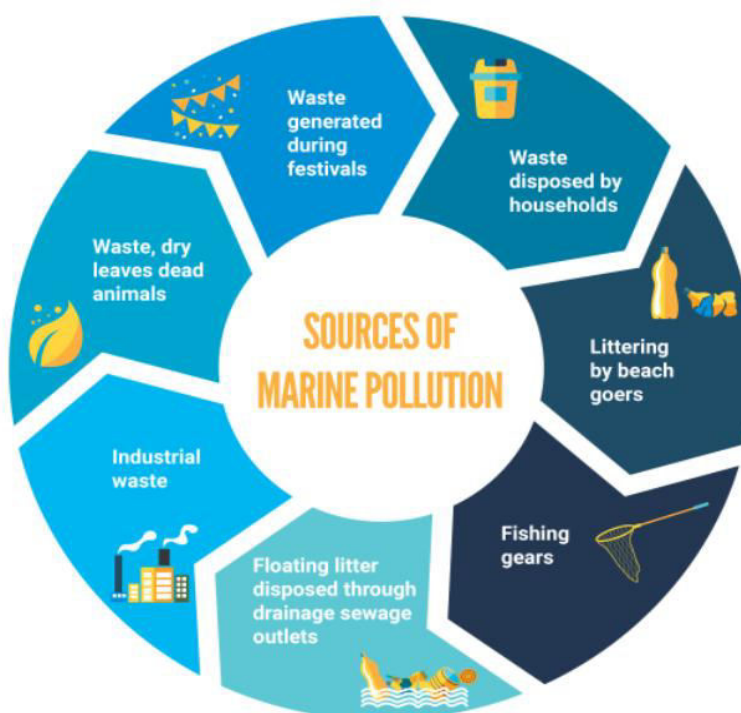 SOURCES OF
MARINE POLLUTION
Waste
generated
during
festivals
Waste
disposed by
households
Littering
by beach
goers
Fishing
gears
Floating litter
disposed through
drainage sewage
outlets
Industrial
waste
Waste, dry
leaves dead
animals